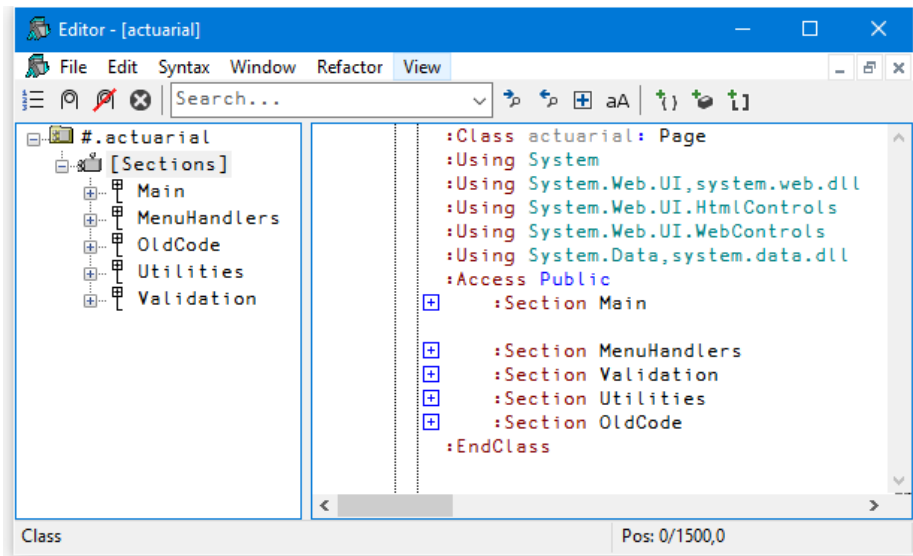 Editor - [actuarial]
File Edit Syntax Window Refactor View
Search... aA
#.actuarial
[Sections]
Main
MenuHandlers
OldCode
Utilities
Validation
:Class actuarial: Page
:Using System
:Using System.Web.UI,system.web.dll
:Using System.Web.UI.HtmlControls
:Using System.Web.UI.WebControls
:Using System.Data,system.data.dll
:Access Public
:Section Main
:Section MenuHandlers
:Section Validation
:Section Utilities
:Section OldCode
:EndClass
Class Pos: 0/1500,0